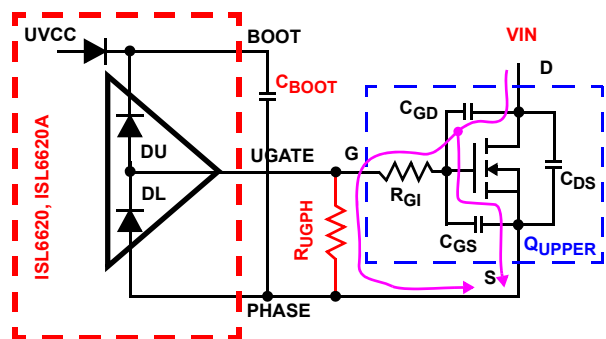 UVCC
BOOT
VIN
D
CBOOT
CGD
ISL6620, ISL6620A
DU
UGATE
G
DL
RGI
CDS
RUGPH
CGS
QUPPER
S
PHASE